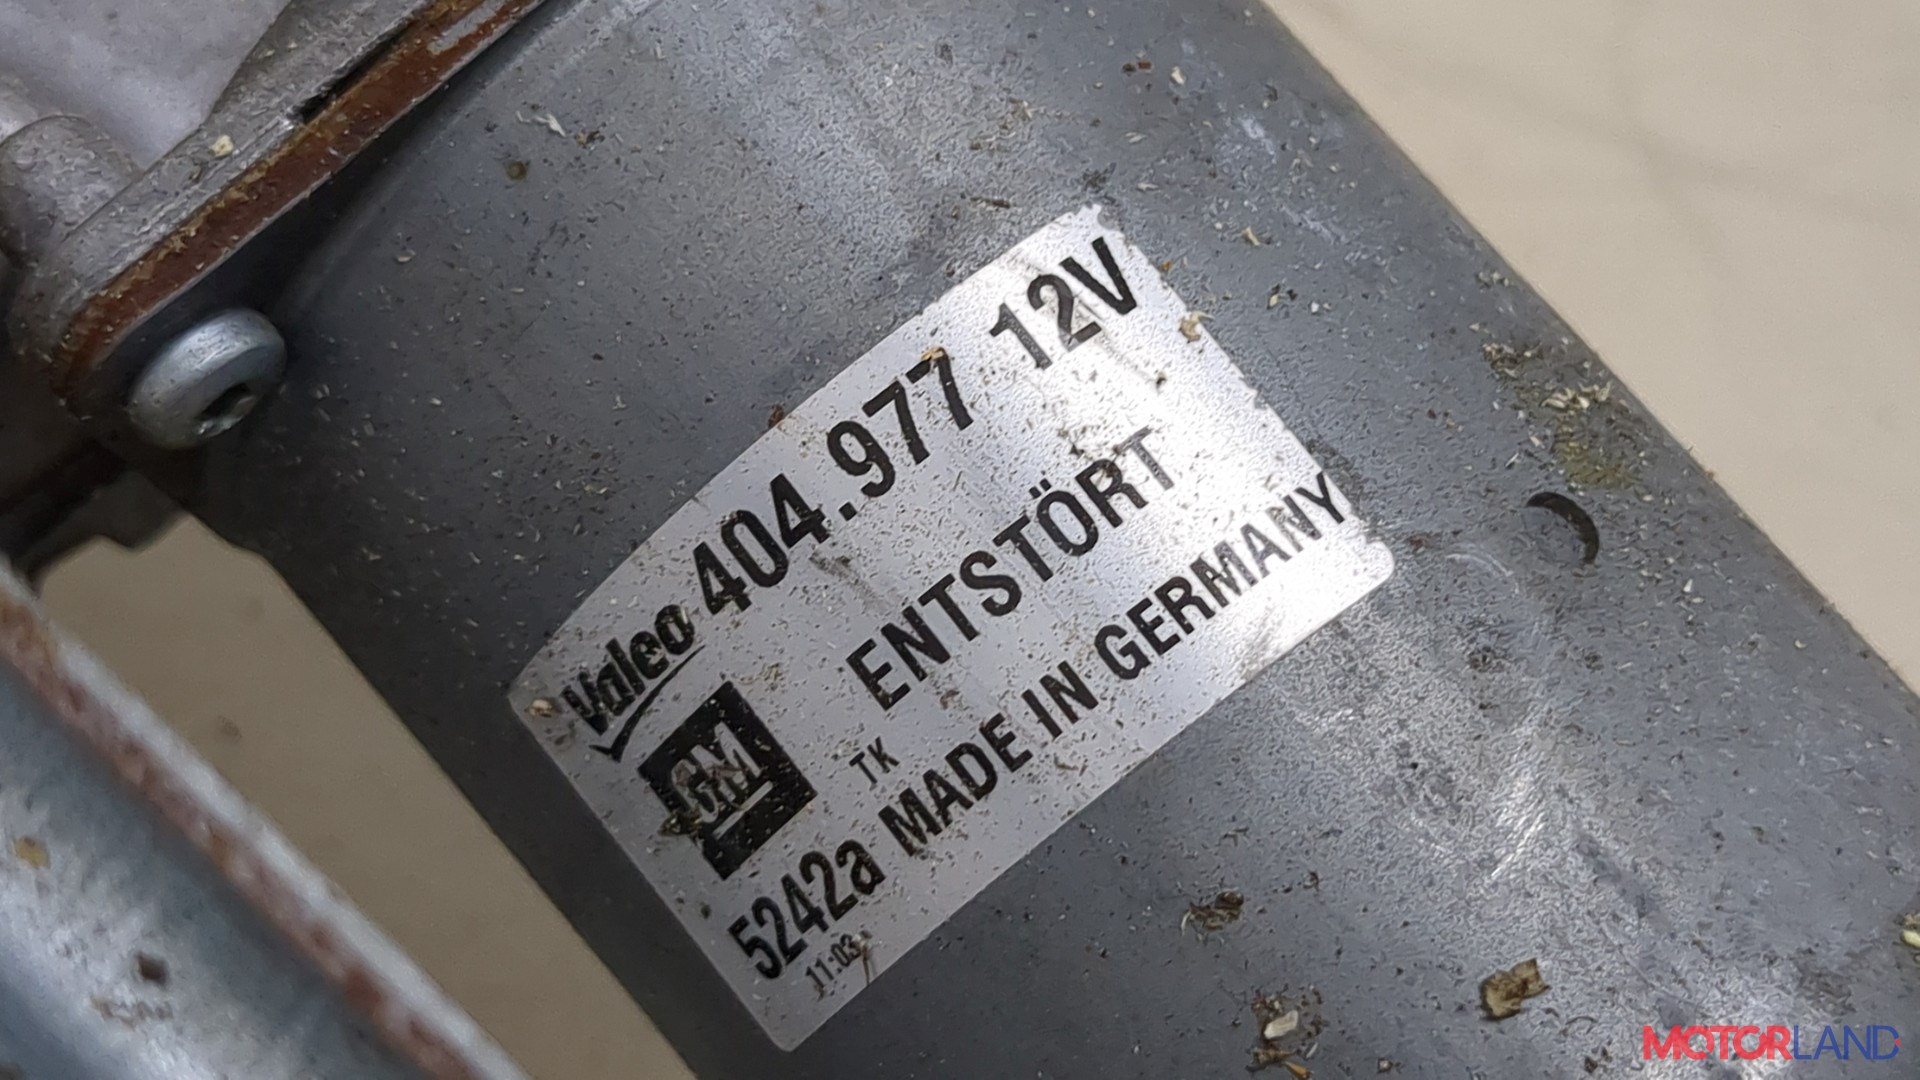 Valeo 404.977 12V
GM ENTSTÖRT
TK
5242a MADE IN GERMANY
11:03
MOTORLAND